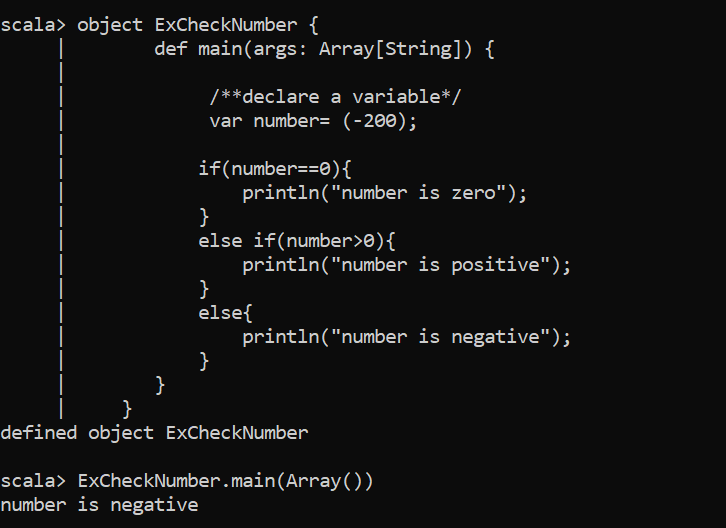 scala> object ExCheckNumber {
     |        def main(args: Array[String]) {
     |
     |             /**declare a variable*/
     |             var number= (-200);
     |
     |            if(number==0){
     |                println("number is zero");
     |            }
     |            else if(number>0){
     |                println("number is positive");
     |            }
     |            else{
     |                println("number is negative");
     |            }
     |        }
     |     }
defined object ExCheckNumber

scala> ExCheckNumber.main(Array())
number is negative